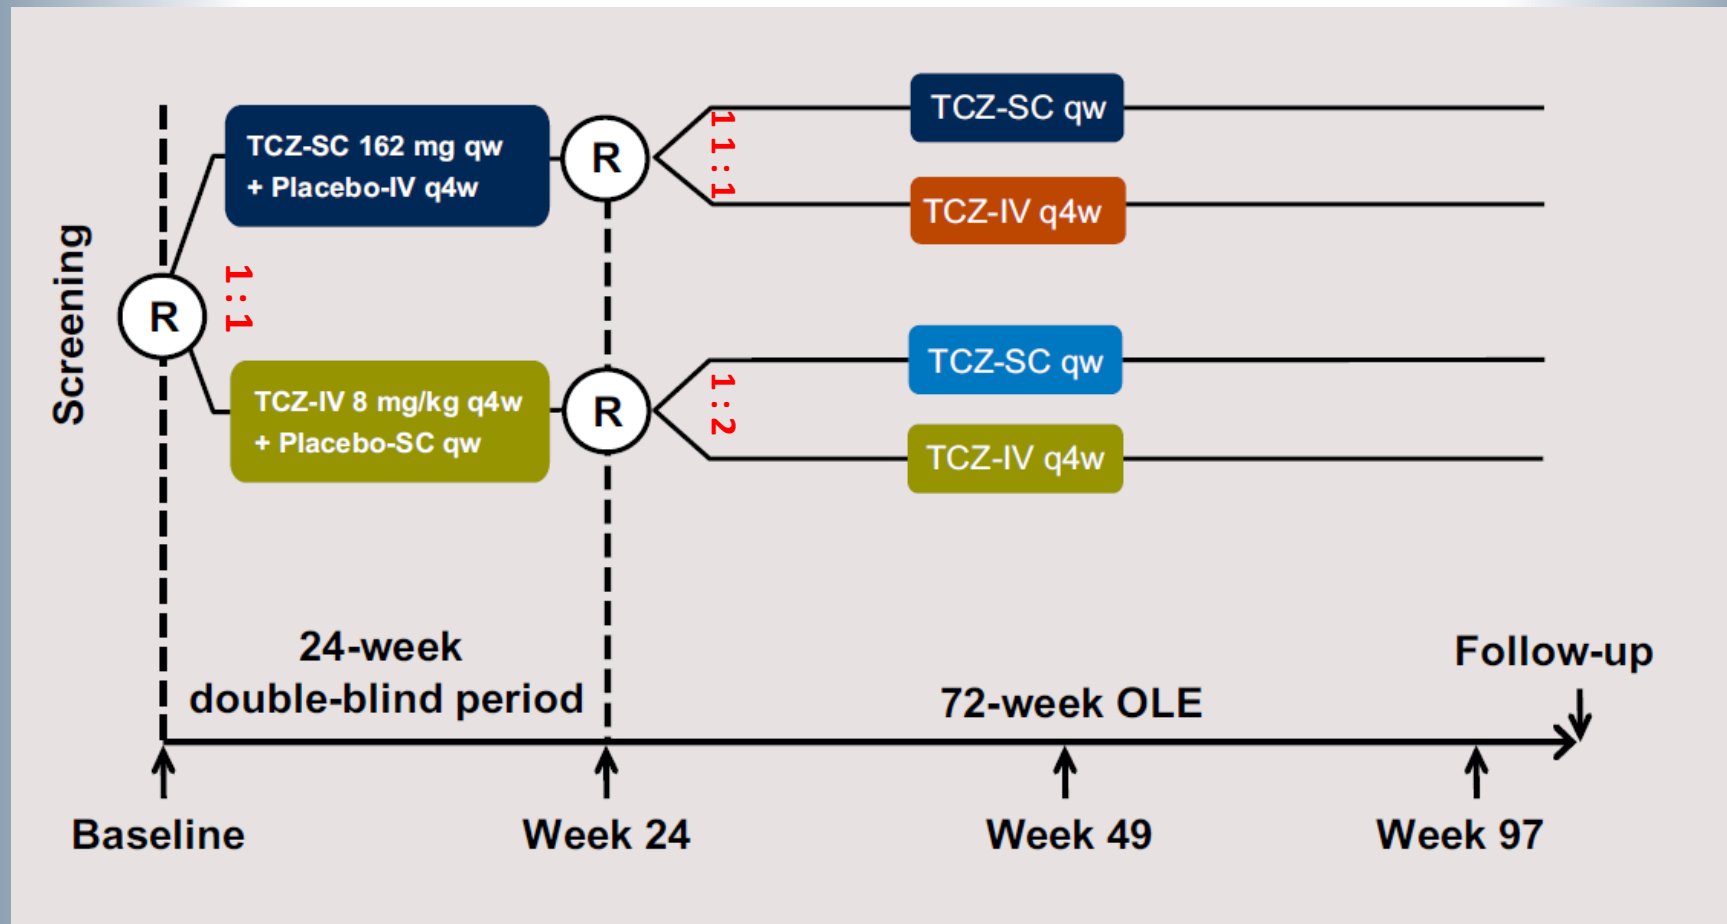 Screening
R
1:1
TCZ-SC 162 mg qw
+ Placebo-IV q4w
R
11:1
TCZ-SC qw
TCZ-IV q4w
TCZ-IV 8 mg/kg q4w
+ Placebo-SC qw
R
1:2
TCZ-SC qw
TCZ-IV q4w
24-week
double-blind period
72-week OLE
Follow-up
Baseline
Week 24
Week 49
Week 97